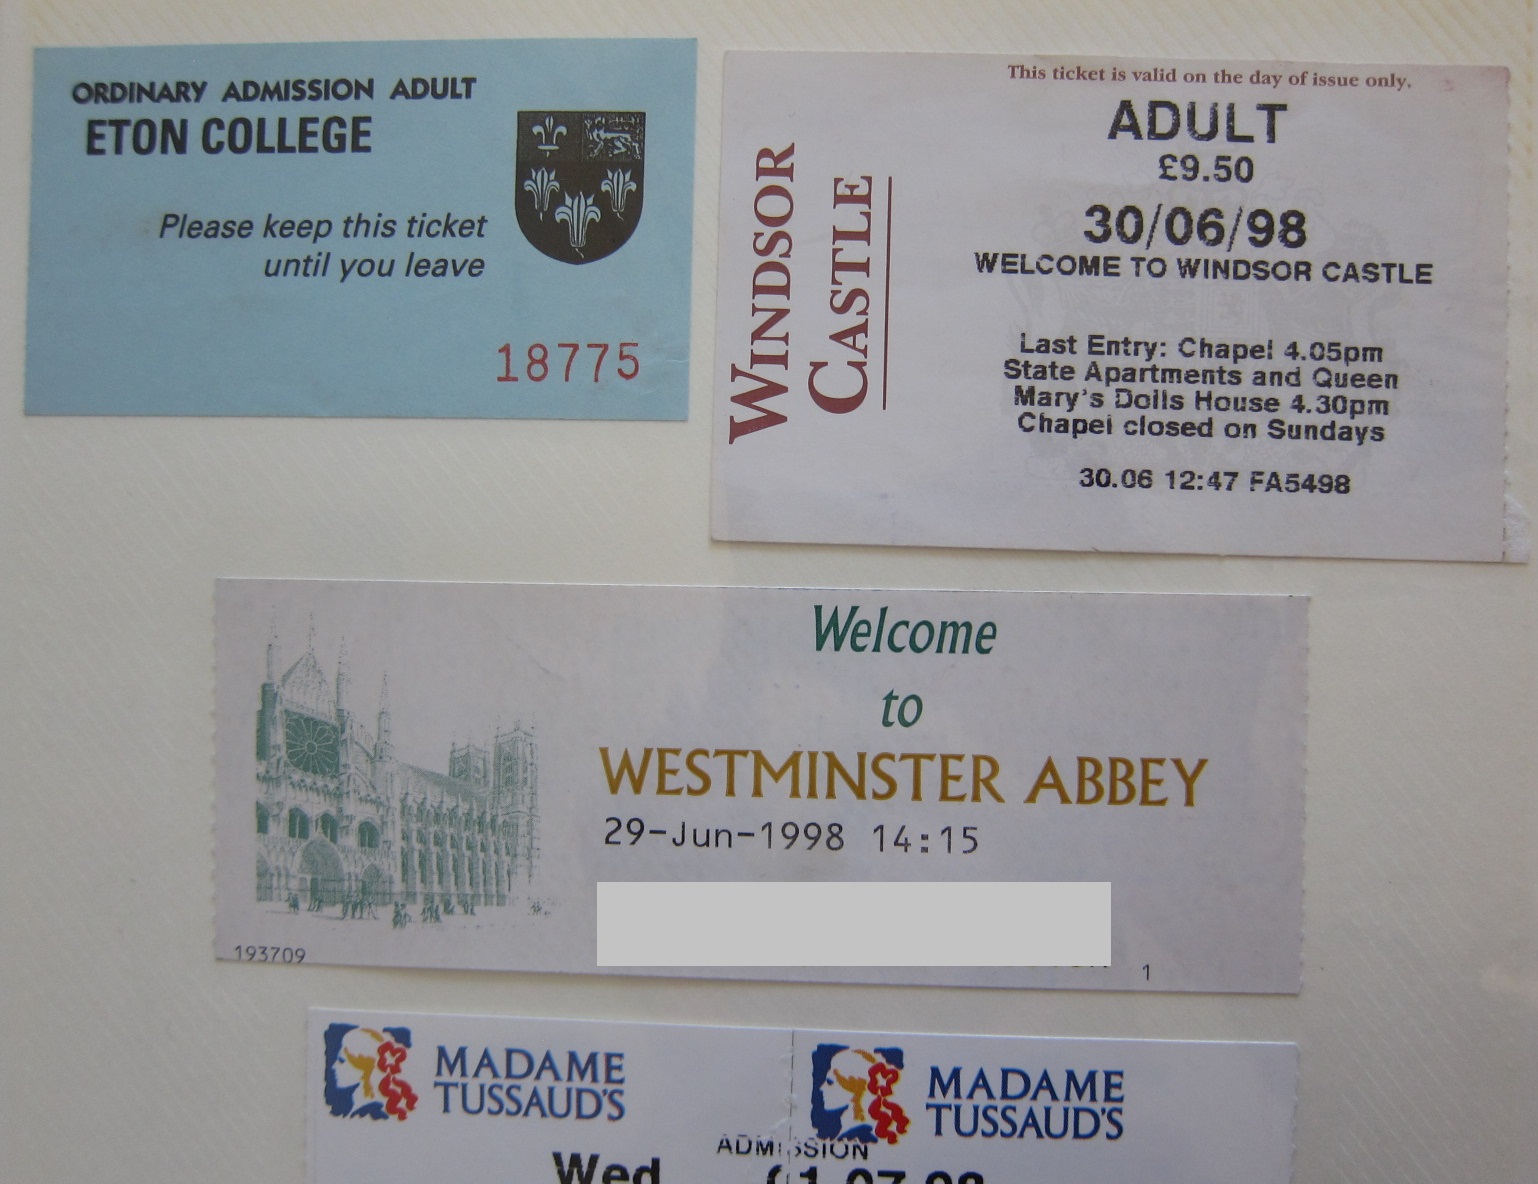 ORDINARY ADMISSION ADULT
ETON COLLEGE
Please keep this ticket
until you leave
18775
This ticket is valid on the day of issue only.
WINDSOR
CASTLE
ADULT
£9.50
30/06/98
WELCOME TO WINDSOR CASTLE
Last Entry: Chapel 4.05pm
State Apartments and Queen
Mary's Dolls House 4.30pm
Chapel closed on Sundays
30.06 12:47 FA5498
Welcome
to
WESTMINSTER ABBEY
29-Jun-1998 14:15
193709
1
MADAME
TUSSAUD'S
MADAME
TUSSAUD'S
ADMISSION
Wed 01.07.98